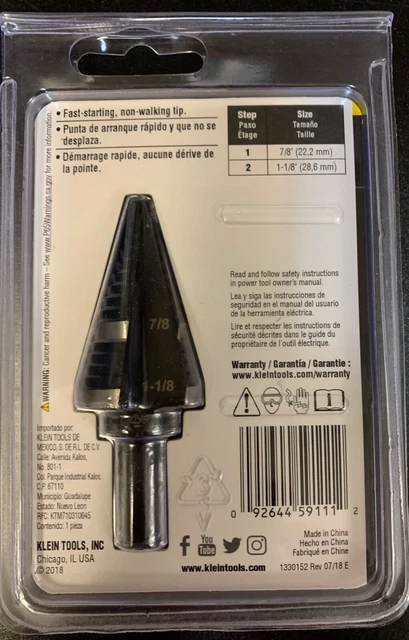 • Fast-starting, non-walking tip.
• Punta de arranque rápido y que no se
desplaza.
• Démarrage rapide, aucune dérive de
la pointe.
Step Size
Paso Tamaño
Étage Taille
1 7/8" (22,2 mm)
2 1-1/8" (28,6 mm)
7/8
1-1/8
Read and follow safety instructions
in power tool owner's manual.
Lea y siga las instrucciones de
seguridad en el manual del usuario
de la herramienta eléctrica.
Lire et respecter les instructions de
sécurité décrites dans le guide du
propriétaire de l'outil électrique.
Warranty / Garantía / Garantie :
www.kleintools.com/warranty
WARNING: Cancer and reproductive harm – See www.P65Warnings.ca.gov for more information.
Importado por:
KLEIN TOOLS DE
MEXICO, S. DE R.L. DE C.V.
Calle: Avenida Kalos,
No. 801-1
Col. Parque Industrial Kalos,
C.P. 67110
Municipio: Guadalupe
Estado: Nuevo Leon
RFC: KTM710310645
Contenido: 1 pieza
KLEIN TOOLS, INC
Chicago, IL USA
© 2018
0 92644 59111 2
You
Tube
www.kleintools.com
Made in China
Hecho en China
Fabriqué en Chine
1330152 Rev 07/18 E